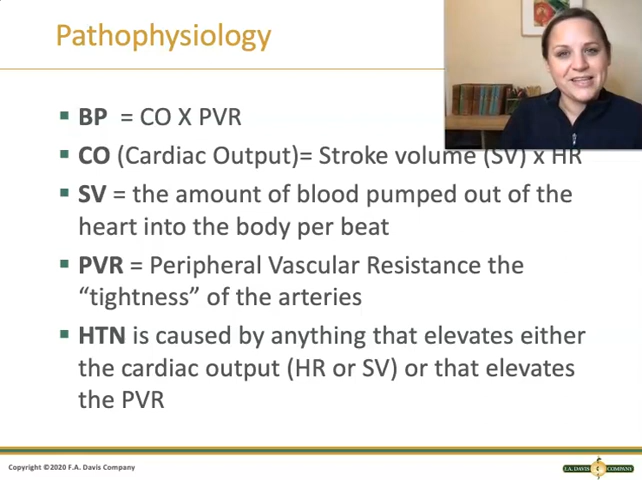 Pathophysiology
▪ BP = CO X PVR
▪ CO (Cardiac Output)= Stroke volume (SV) x HR
▪ SV = the amount of blood pumped out of the
heart into the body per beat
▪ PVR = Peripheral Vascular Resistance the
“tightness” of the arteries
▪ HTN is caused by anything that elevates either
the cardiac output (HR or SV) or that elevates
the PVR
Copyright ©2020 F.A. Davis Company
F.A. DAVIS COMPANY